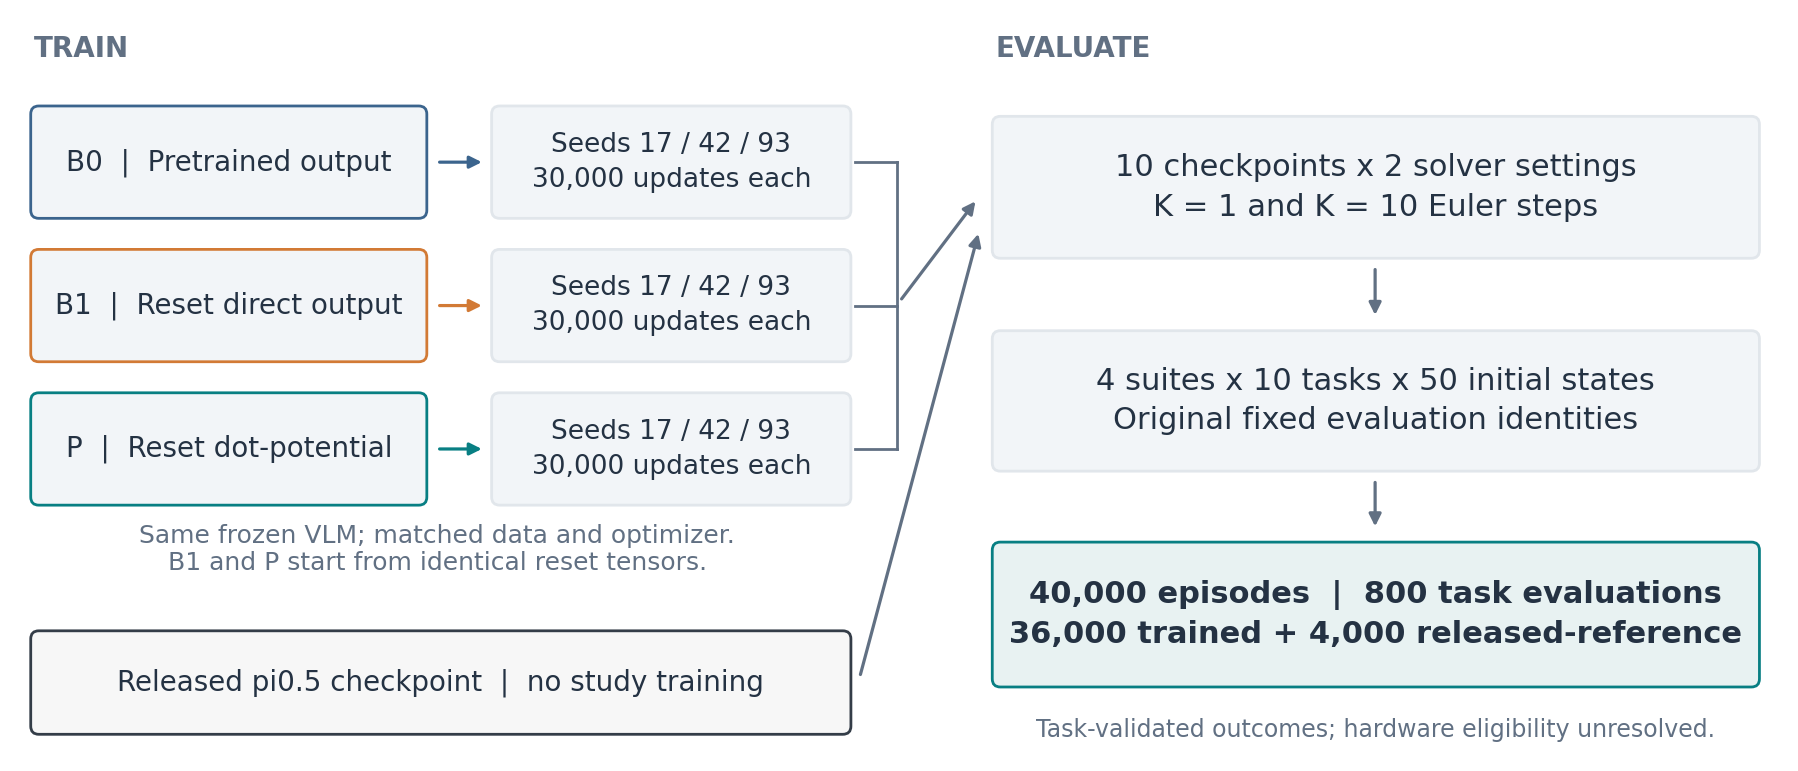 TRAIN
B0 | Pretrained output
Seeds 17 / 42 / 93
30,000 updates each
B1 | Reset direct output
Seeds 17 / 42 / 93
30,000 updates each
P | Reset dot-potential
Seeds 17 / 42 / 93
30,000 updates each
Same frozen VLM; matched data and optimizer.
B1 and P start from identical reset tensors.
Released pi0.5 checkpoint | no study training
EVALUATE
10 checkpoints x 2 solver settings
K = 1 and K = 10 Euler steps
4 suites x 10 tasks x 50 initial states
Original fixed evaluation identities
40,000 episodes | 800 task evaluations
36,000 trained + 4,000 released-reference
Task-validated outcomes; hardware eligibility unresolved.